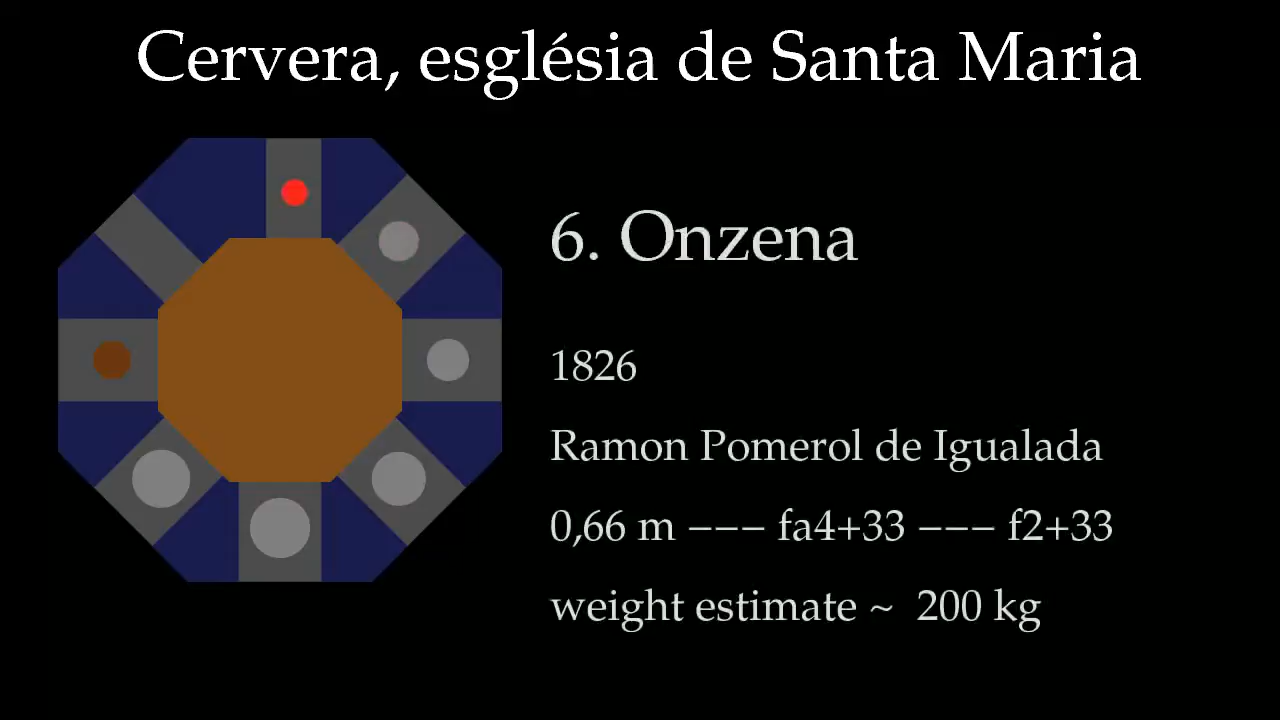 Cervera, església de Santa Maria
6. Onzena
1826
Ramon Pomerol de Igualada
0,66 m −−− fa4+33 −−− f2+33
weight estimate ~ 200 kg